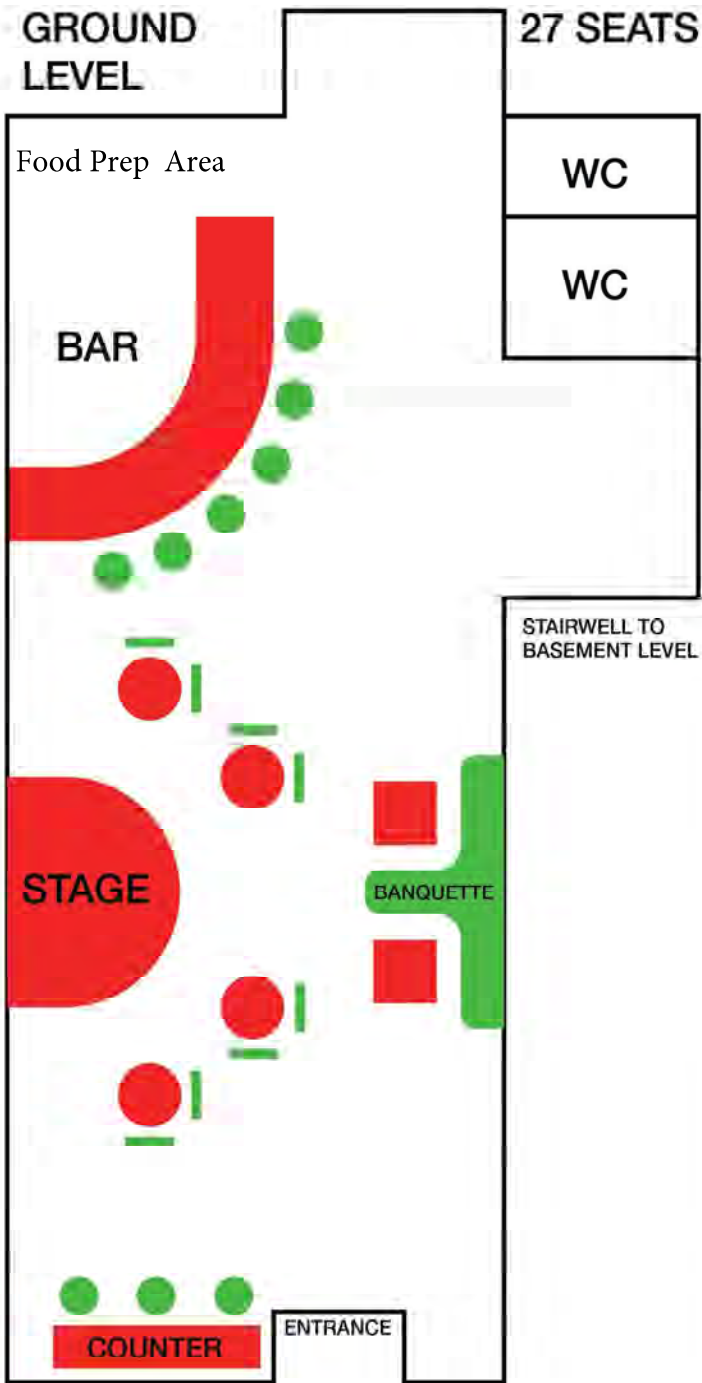 GROUND
LEVEL
27 SEATS
Food Prep Area
WC
WC
BAR
STAIRWELL TO
BASEMENT LEVEL
STAGE
BANQUETTE
ENTRANCE
COUNTER